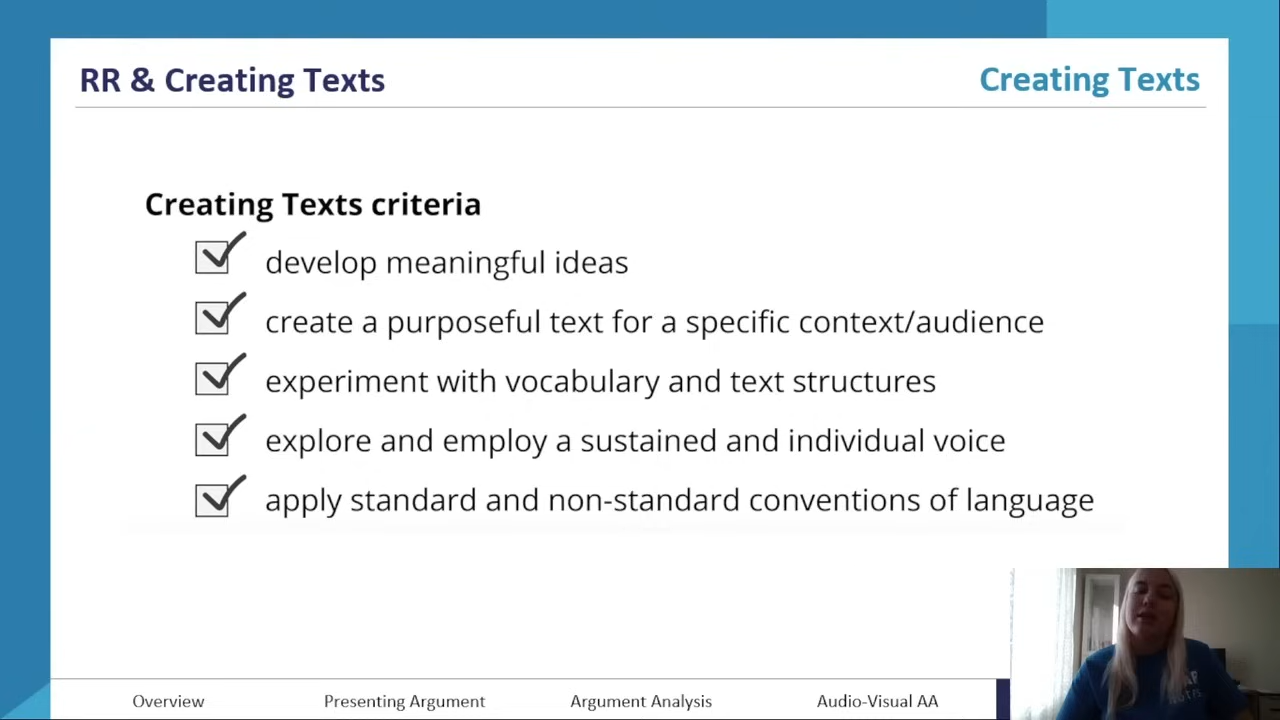 RR & Creating Texts
Creating Texts
Creating Texts criteria
develop meaningful ideas
create a purposeful text for a specific context/audience
experiment with vocabulary and text structures
explore and employ a sustained and individual voice
apply standard and non-standard conventions of language
Overview
Presenting Argument
Argument Analysis
Audio-Visual AA